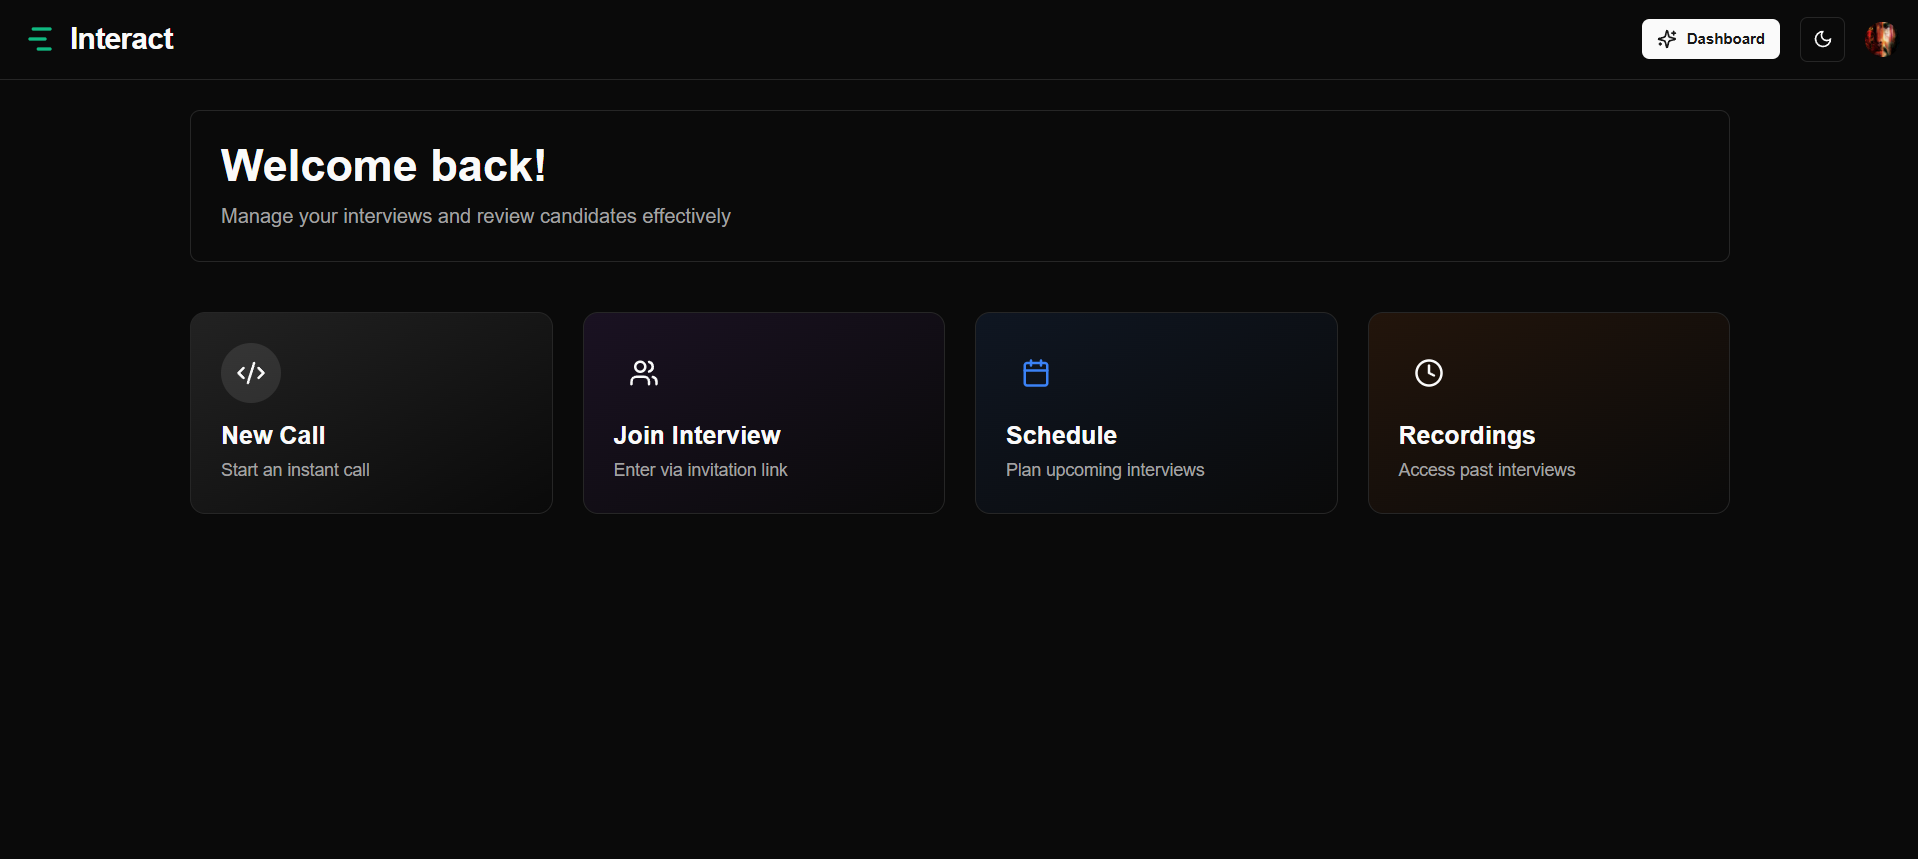 Interact
Dashboard
Welcome back!
Manage your interviews and review candidates effectively
New Call
Start an instant call
Join Interview
Enter via invitation link
Schedule
Plan upcoming interviews
Recordings
Access past interviews